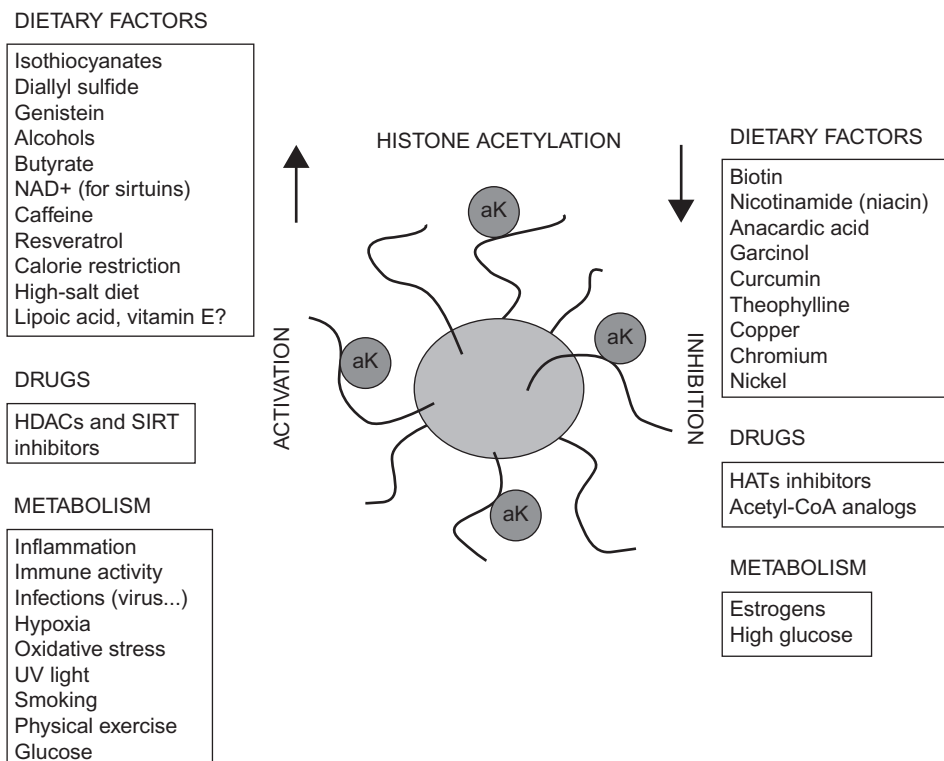 DIETARY FACTORS
Isothiocyanates
Diallyl sulfide
Genistein
Alcohols
Butyrate
NAD+ (for sirtuins)
Caffeine
Resveratrol
Calorie restriction
High-salt diet
Lipoic acid, vitamin E?
DRUGS
HDACs and SIRT
inhibitors
METABOLISM
Inflammation
Immune activity
Infections (virus...)
Hypoxia
Oxidative stress
UV light
Smoking
Physical exercise
Glucose
ACTIVATION
HISTONE ACETYLATION
aK
aK
aK
aK
INHIBITION
DIETARY FACTORS
Biotin
Nicotinamide (niacin)
Anacardic acid
Garcinol
Curcumin
Theophylline
Copper
Chromium
Nickel
DRUGS
HATs inhibitors
Acetyl-CoA analogs
METABOLISM
Estrogens
High glucose